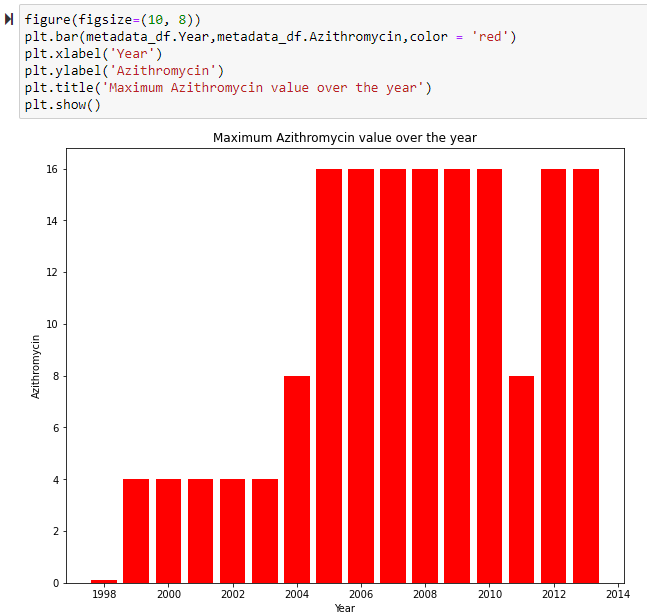 figure(figsize=(10, 8))
plt.bar(metadata_df.Year,metadata_df.Azithromycin,color = 'red')
plt.xlabel('Year')
plt.ylabel('Azithromycin')
plt.title('Maximum Azithromycin value over the year')
plt.show()
Maximum Azithromycin value over the year
16
14
12
10
8
6
4
2
0
Azithromycin
1998 2000 2002 2004 2006 2008 2010 2012 2014
Year